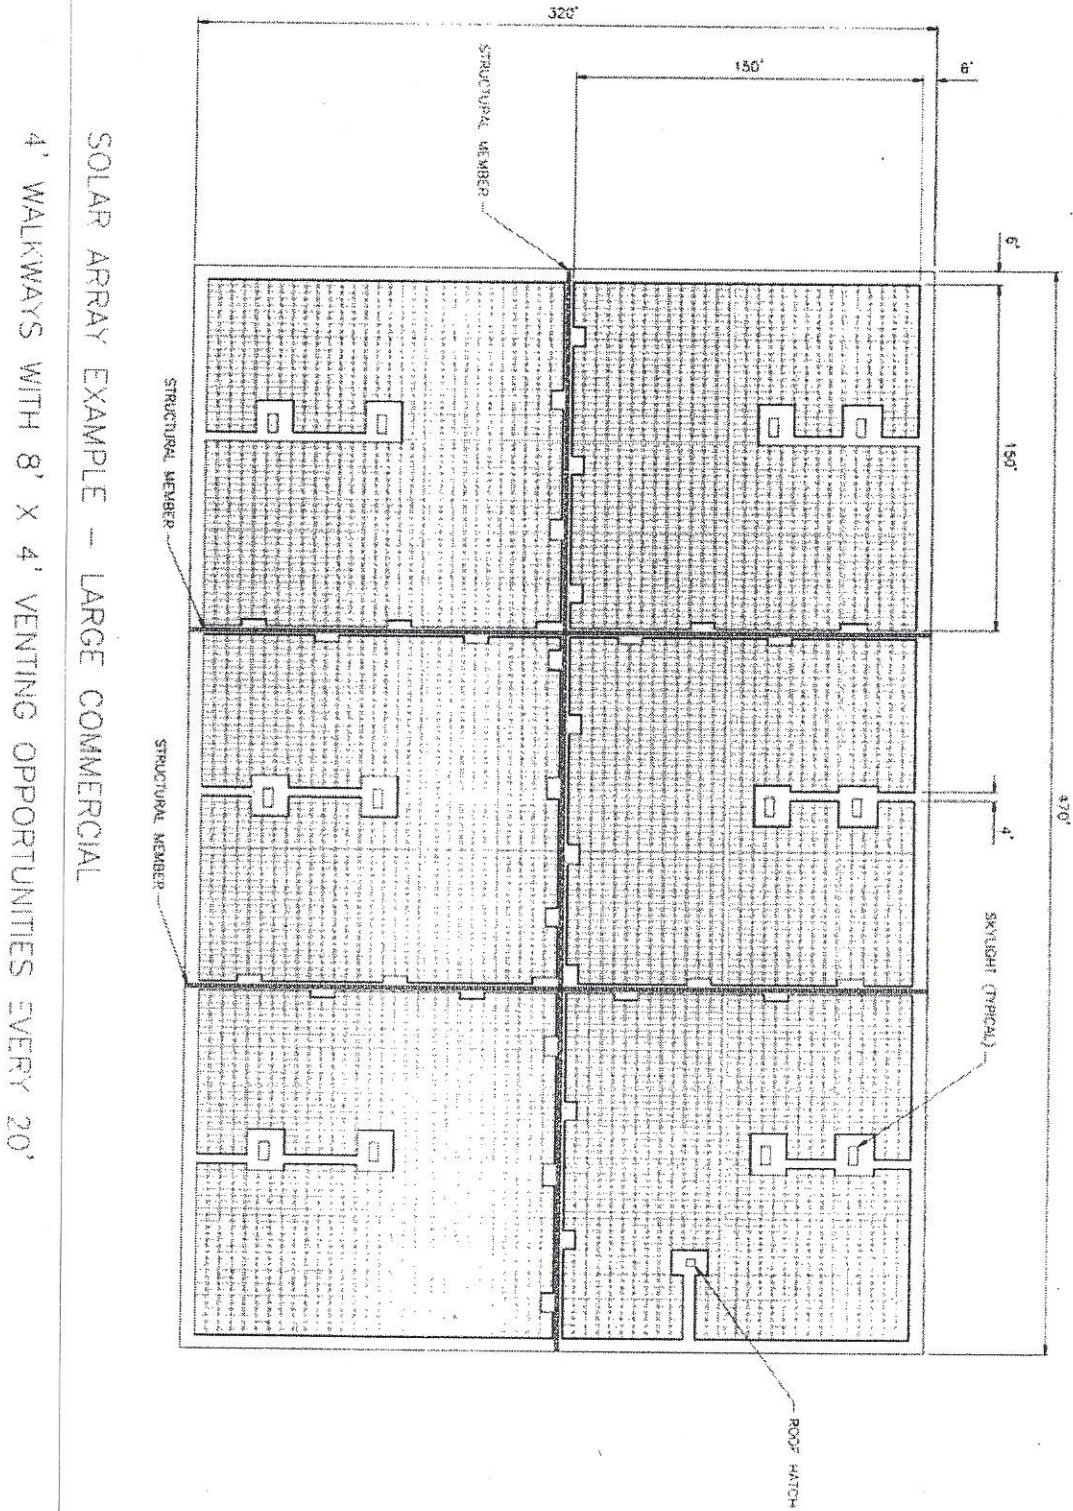 320'
150'
6'
STRUCTURAL MEMBER
6'
470'
150'
4'
SKYLIGHT (TYPICAL)
ROOF HATCH
STRUCTURAL MEMBER
STRUCTURAL MEMBER
SOLAR ARRAY EXAMPLE – LARGE COMMERCIAL
4' WALKWAYS WITH 8' X 4' VENTING OPPORTUNITIES EVERY 20'